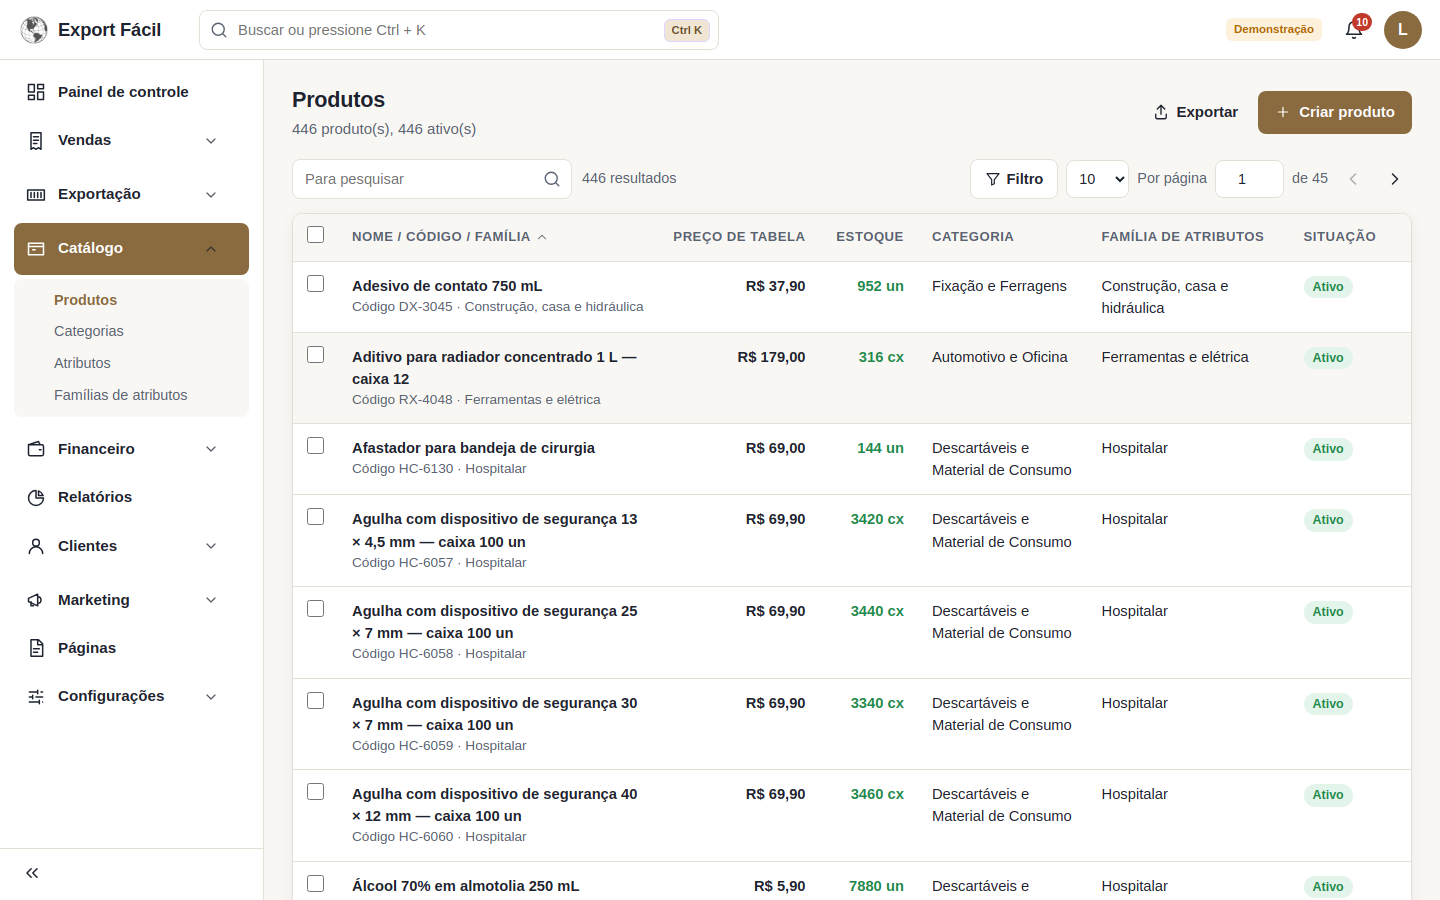 Export Fácil
Buscar ou pressione Ctrl + K
Ctrl K
Demonstração
10
L
Painel de controle
Vendas
Exportação
Catálogo
Produtos
Categorias
Atributos
Famílias de atributos
Financeiro
Relatórios
Clientes
Marketing
Páginas
Configurações
Produtos
446 produto(s), 446 ativo(s)
Exportar
Criar produto
Para pesquisar
446 resultados
Filtro
10
Por página
1
de 45
NOME / CÓDIGO / FAMÍLIA PREÇO DE TABELA ESTOQUE CATEGORIA FAMÍLIA DE ATRIBUTOS SITUAÇÃO
Adesivo de contato 750 mL R$ 37,90 952 un Fixação e Ferragens Construção, casa e Ativo
Código DX-3045 · Construção, casa e hidráulica hidráulica
Aditivo para radiador concentrado 1 L — R$ 179,00 316 cx Automotivo e Oficina Ferramentas e elétrica Ativo
caixa 12
Código RX-4048 · Ferramentas e elétrica
Afastador para bandeja de cirurgia R$ 69,00 144 un Descartáveis e Hospitalar Ativo
Código HC-6130 · Hospitalar Material de Consumo
Agulha com dispositivo de segurança 13 R$ 69,90 3420 cx Descartáveis e Hospitalar Ativo
× 4,5 mm — caixa 100 un Material de Consumo
Código HC-6057 · Hospitalar
Agulha com dispositivo de segurança 25 R$ 69,90 3440 cx Descartáveis e Hospitalar Ativo
× 7 mm — caixa 100 un Material de Consumo
Código HC-6058 · Hospitalar
Agulha com dispositivo de segurança 30 R$ 69,90 3340 cx Descartáveis e Hospitalar Ativo
× 7 mm — caixa 100 un Material de Consumo
Código HC-6059 · Hospitalar
Agulha com dispositivo de segurança 40 R$ 69,90 3460 cx Descartáveis e Hospitalar Ativo
× 12 mm — caixa 100 un Material de Consumo
Código HC-6060 · Hospitalar
Álcool 70% em almotolia 250 mL R$ 5,90 7880 un Descartáveis e Hospitalar Ativo